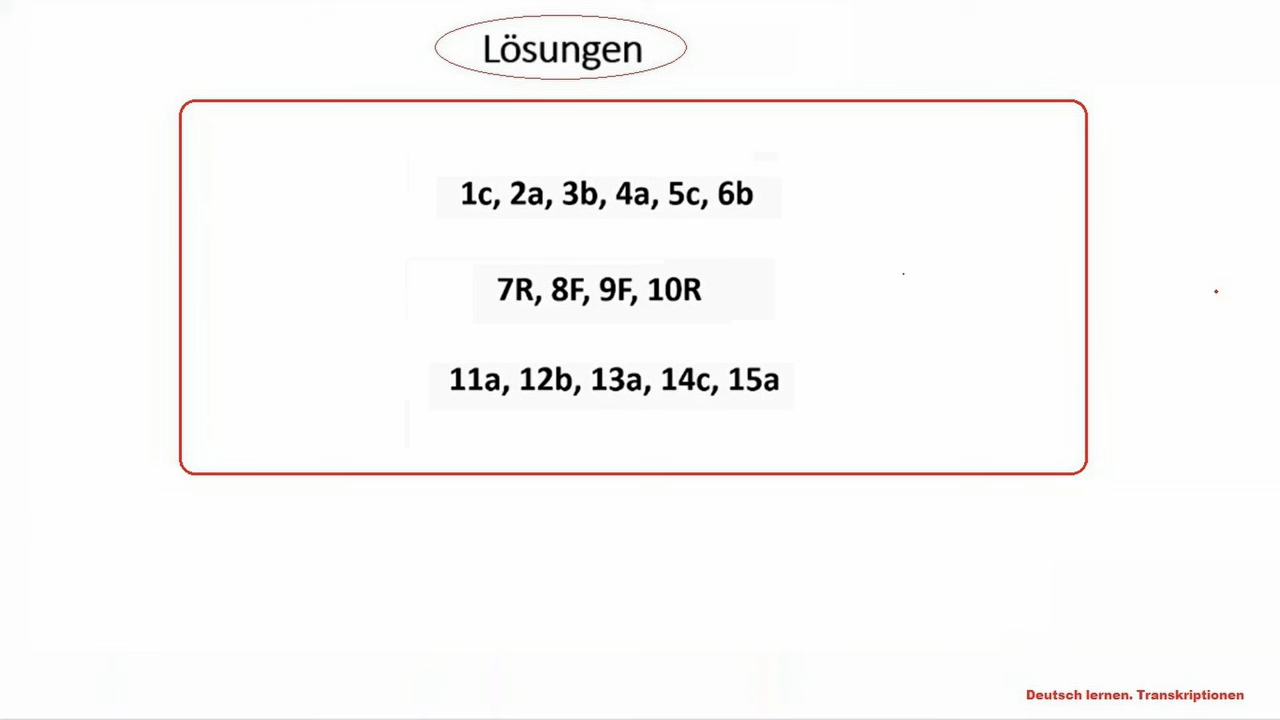 Lösungen
1c, 2a, 3b, 4a, 5c, 6b
7R, 8F, 9F, 10R
11a, 12b, 13a, 14c, 15a
Deutsch lernen. Transkriptionen